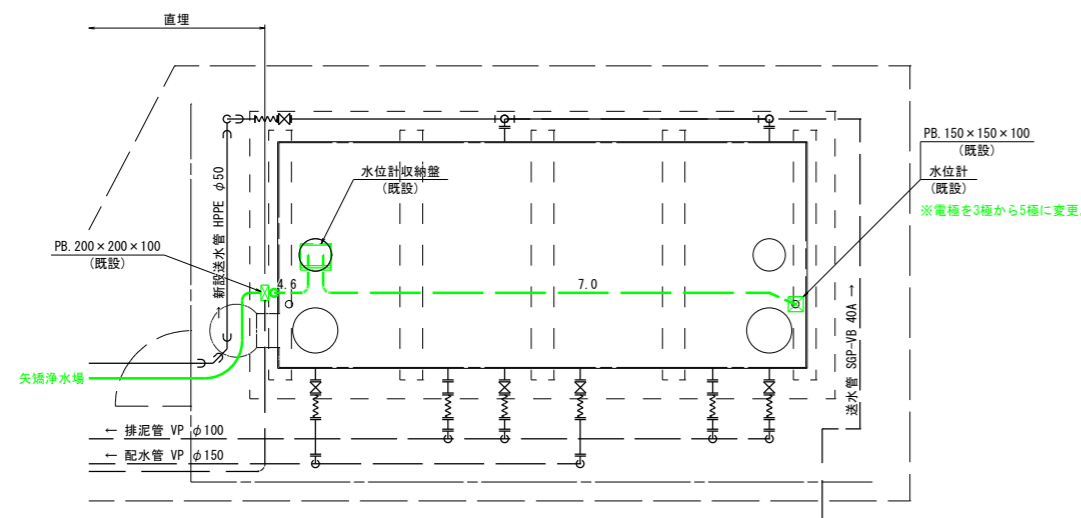 直埋
PB.150×150×100
(既設)
水位計
(既設)
※電極を3極から5極に変更.
水位計収納盤
(既設)
→ 新設送水管 HPPE φ50
PB.200×200×100
(既設)
4.6
7.0
送水管 SGP-VB 40A →
矢矯浄水場
← 排泥管 VP φ100
← 配水管 VP φ150